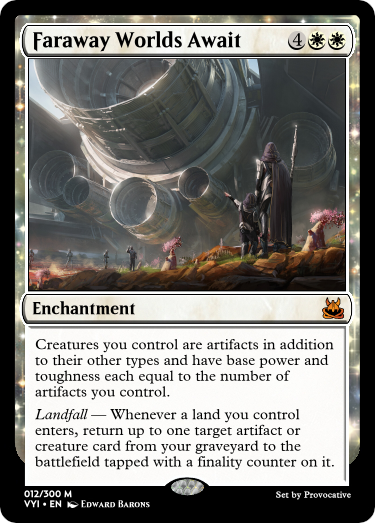 Faraway Worlds Await 4
Enchantment
Creatures you control are artifacts in addition
to their other types and have base power and
toughness each equal to the number of
artifacts you control.
Landfall — Whenever a land you control
enters, return up to one target artifact or
creature card from your graveyard to the
battlefield tapped with a finality counter on it.
012/300 M
VYI • EN Edward Barons
Set by Provocative